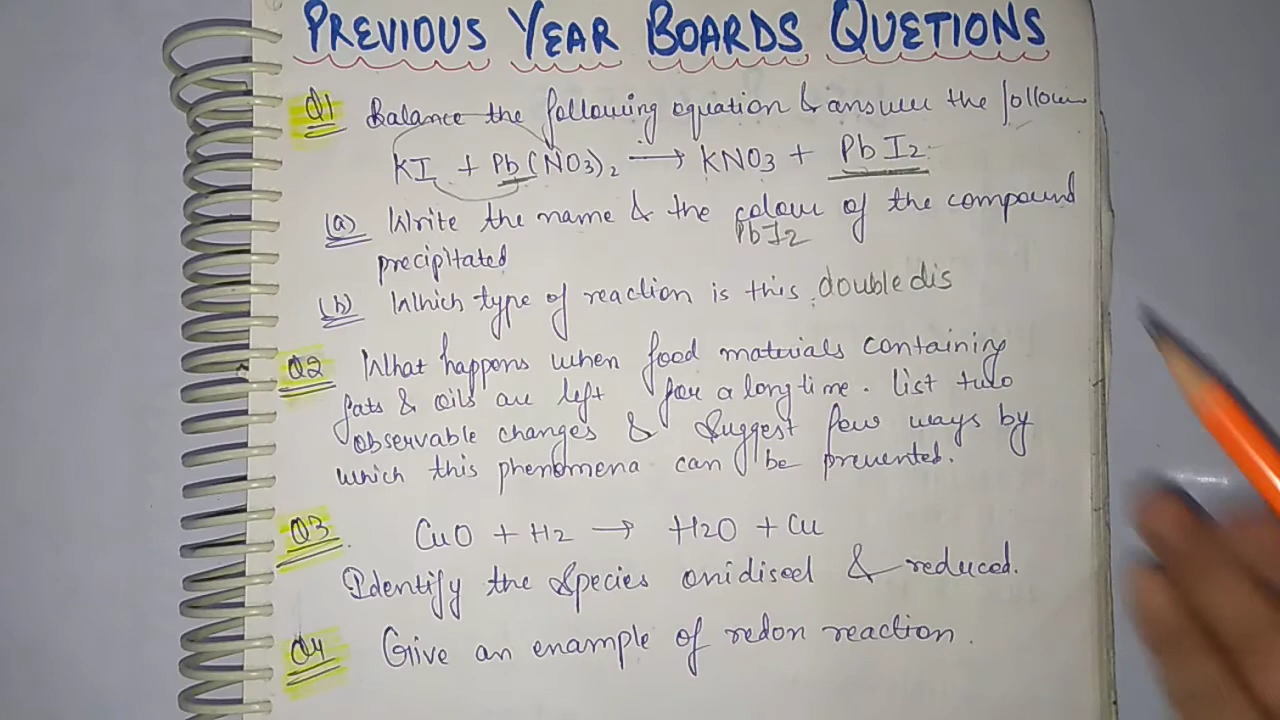 PREVIOUS YEAR BOARDS QUETIONS
Q1 Balance the following equation & answer the follow
KI + Pb(NO3)2 → KNO3 + PbI2
(a) Write the name & the colour of the compound
PbI2
precipitated
(b) Which type of reaction is this. double dis
Q2 What happens when food materials containing
fats & oils are left for a long time. List two
observable changes & Suggest few ways by
which this phenomena can be prevented.
Q3 CuO + H2 → H2O + Cu
Identify the Species oxidised & reduced.
Q4 Give an example of redox reaction.